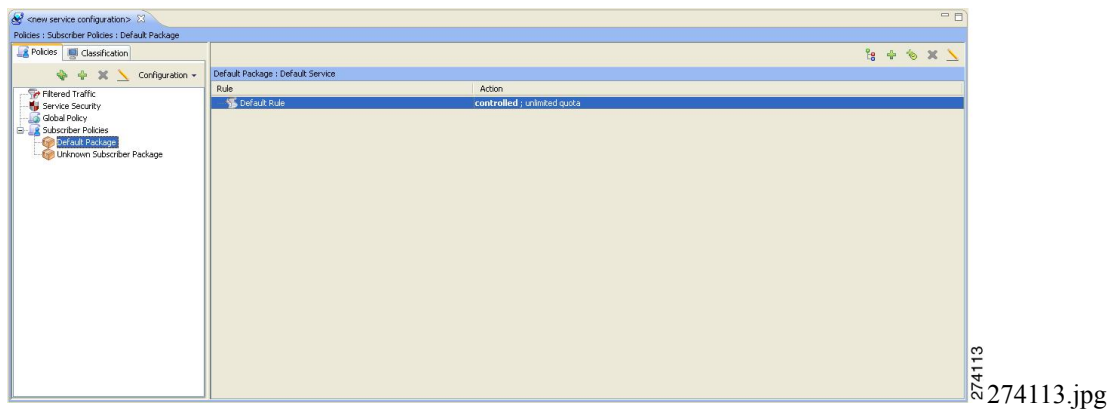 <new service configuration>
Policies : Subscriber Policies : Default Package
Policies
Classification
Configuration
Default Package : Default Service
Rule
Action
Default Rule
controlled ; unlimited quota
Filtered Traffic
Service Security
Global Policy
Subscriber Policies
Default Package
Unknown Subscriber Package
274113
274113.jpg